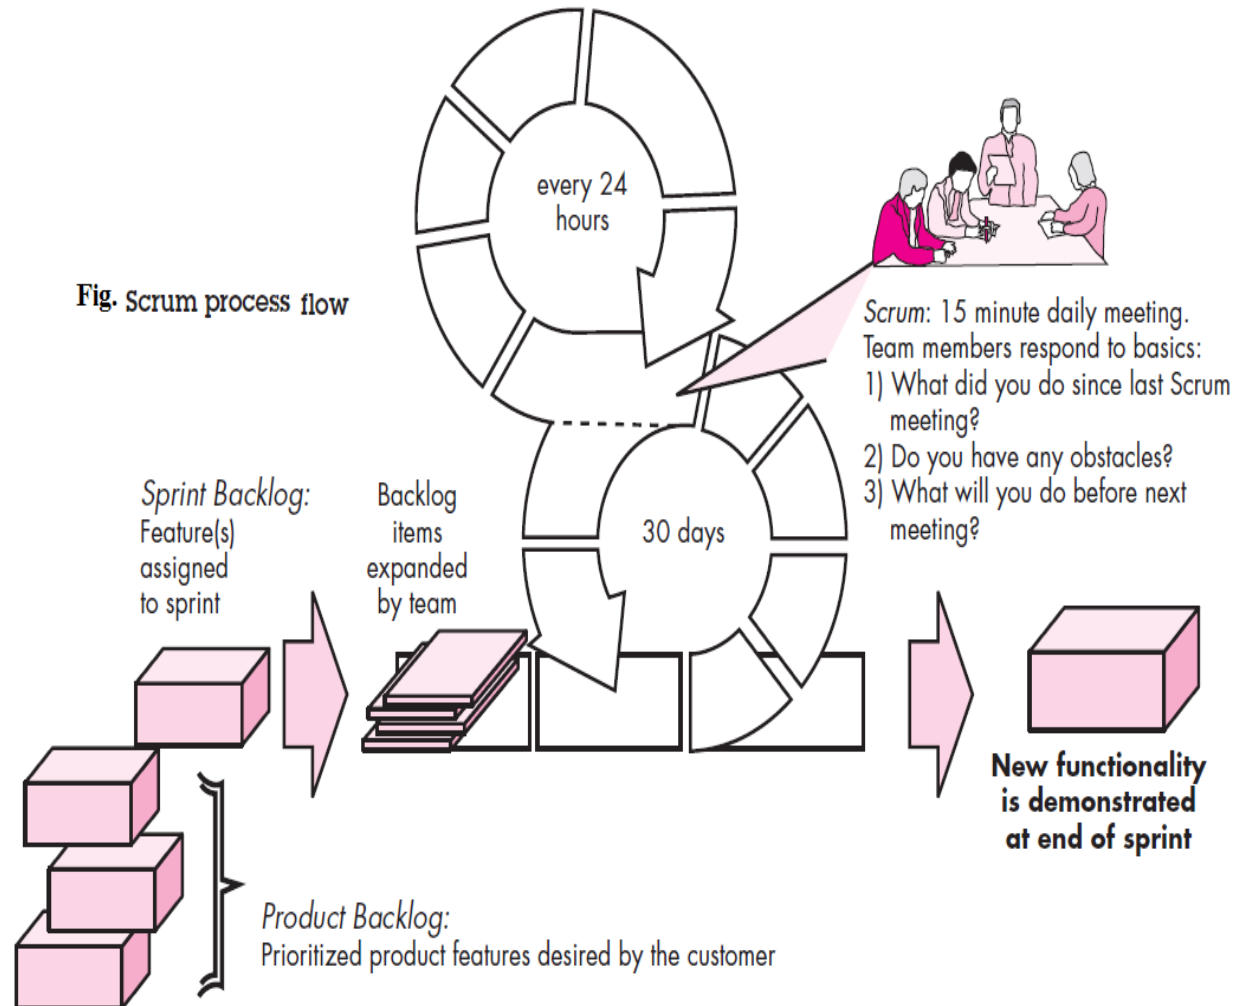 every 24
hours
Fig. Scrum process flow
Scrum: 15 minute daily meeting.
Team members respond to basics:
1) What did you do since last Scrum
meeting?
2) Do you have any obstacles?
3) What will you do before next
meeting?
Sprint Backlog:
Feature(s)
assigned
to sprint
Backlog
items
expanded
by team
30 days
New functionality
is demonstrated
at end of sprint
Product Backlog:
Prioritized product features desired by the customer